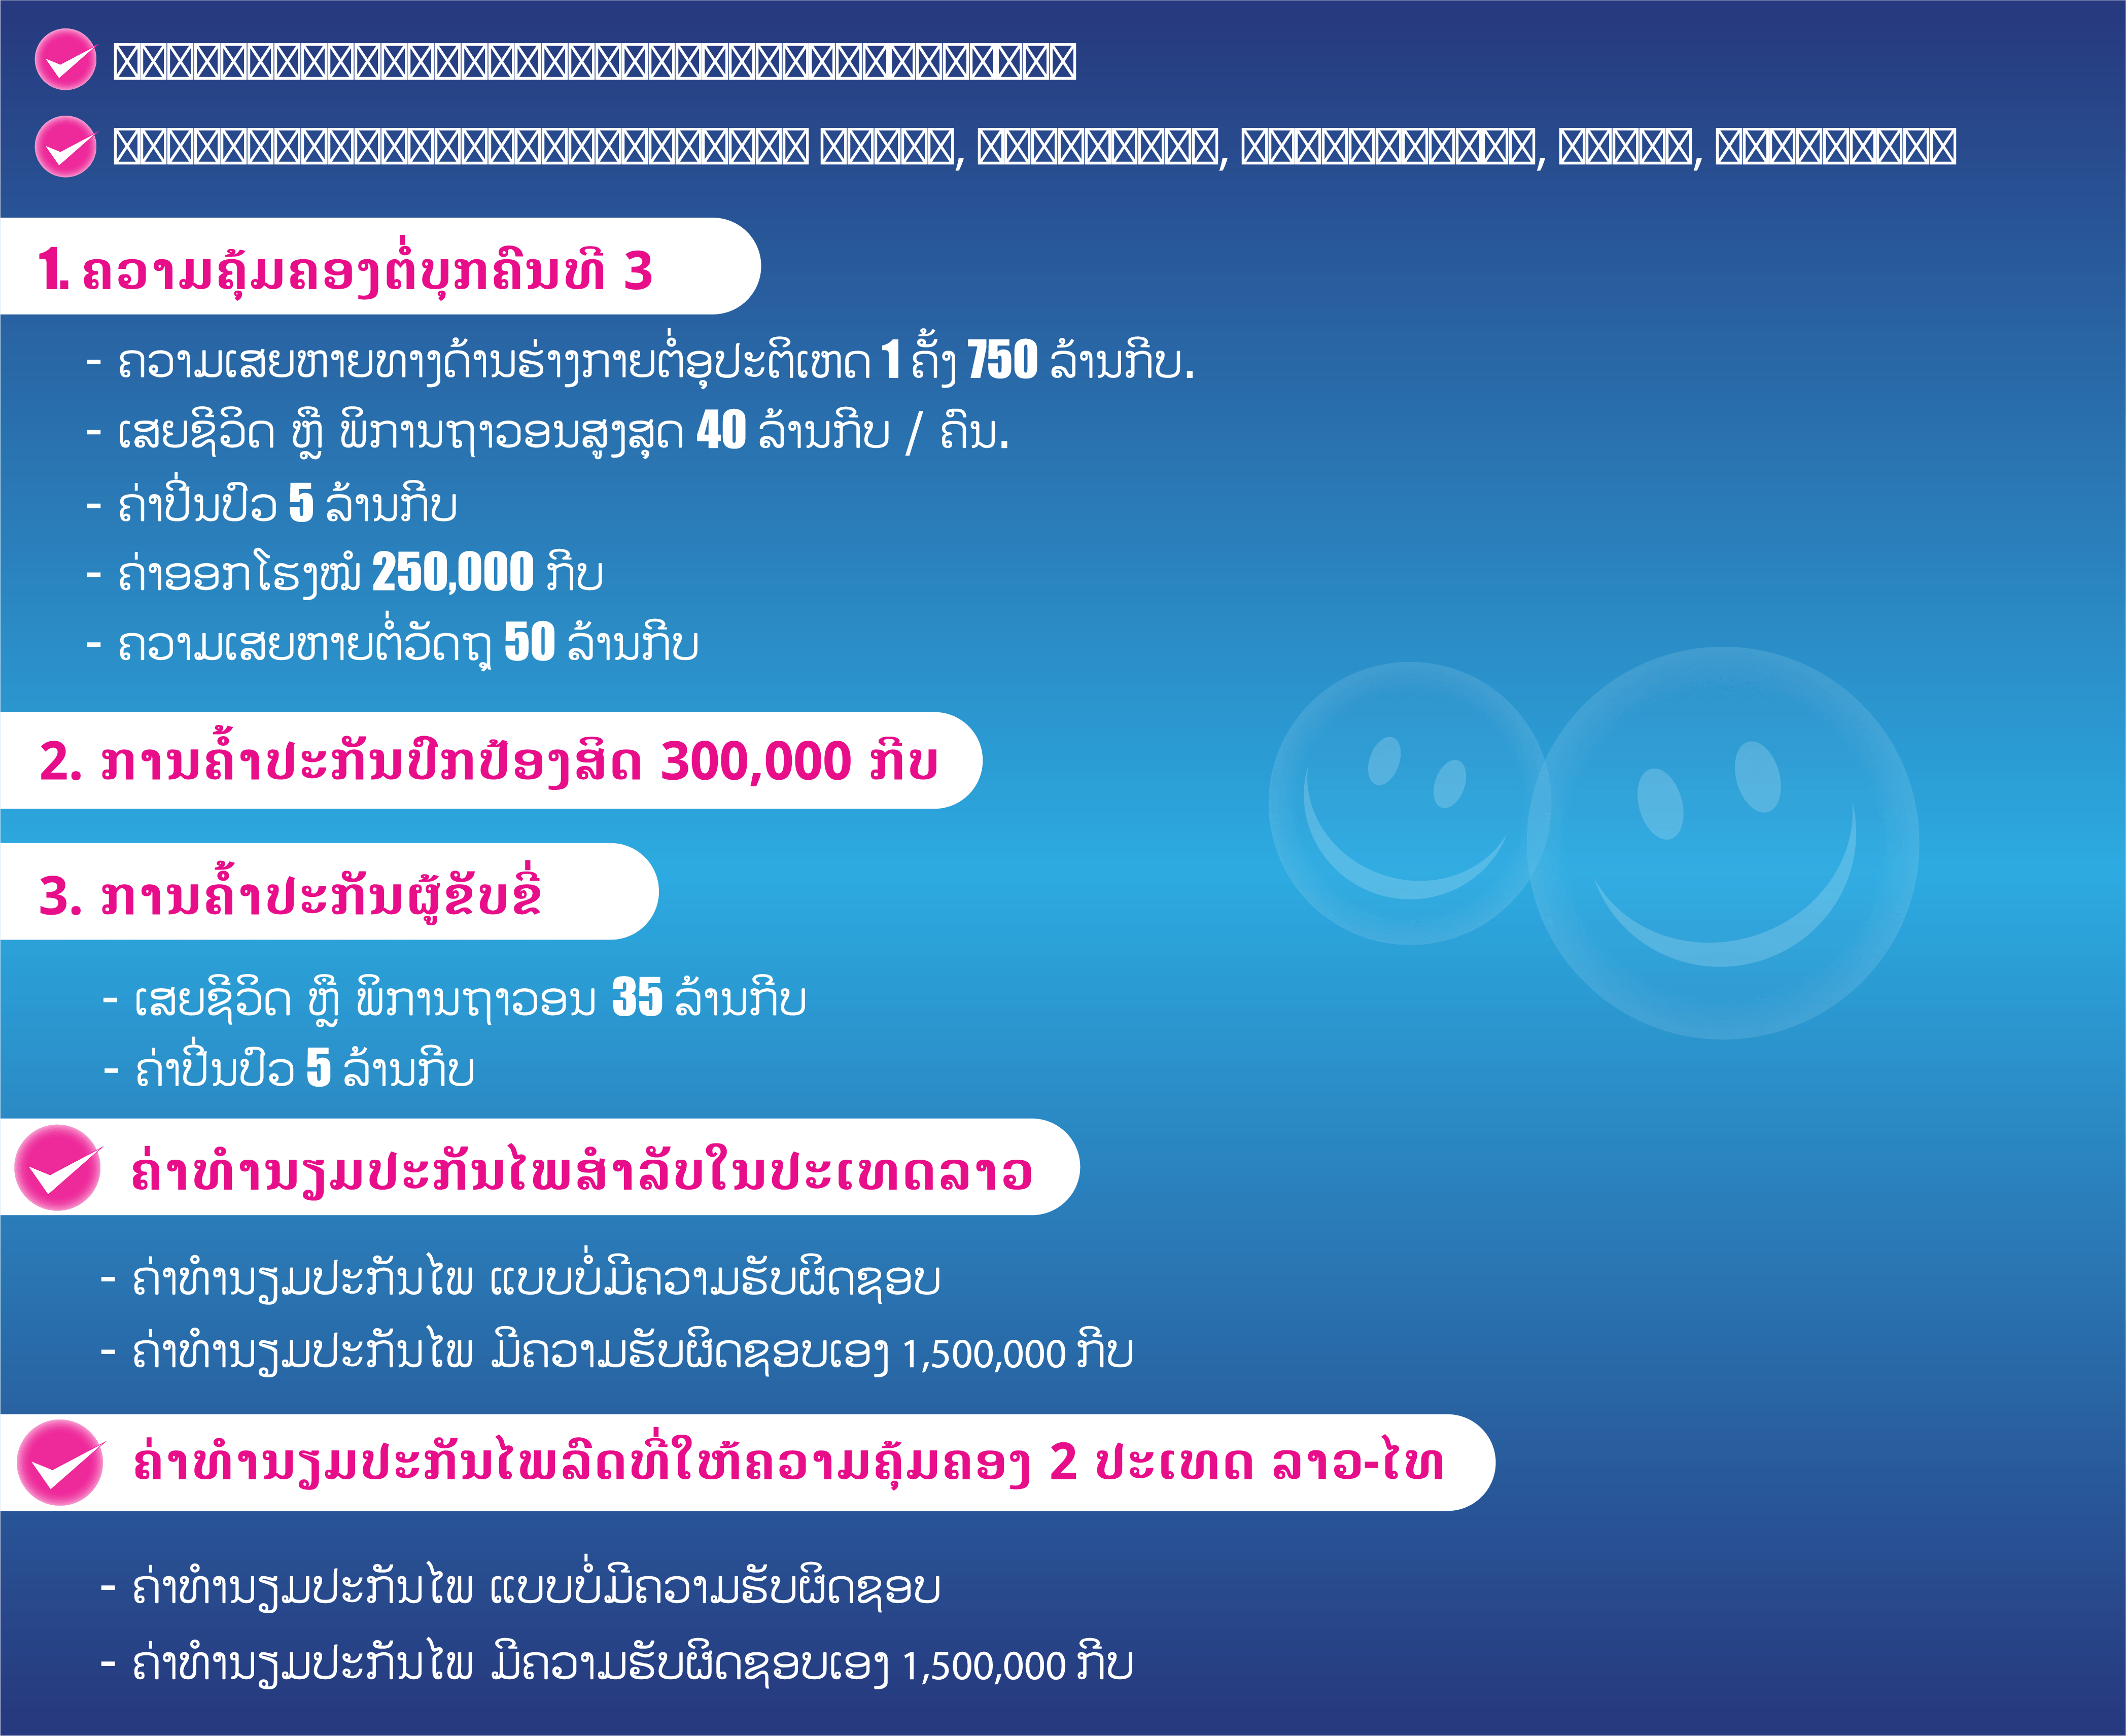 1. ຄວາມຄຸ້ມຄອງຕໍ່ບຸກຄົນທີ 3
- ຄວາມເສຍຫາຍທາງດ້ານຮ່າງກາຍຕໍ່ອຸປະຕິເຫດ 1 ຄັ້ງ 750 ລ້ານກີບ.
- ເສຍຊີວິດ ຫຼື ພິການຖາວອນສູງສຸດ 40 ລ້ານກີບ / ຄົນ.
- ຄ່າປິ່ນປົວ 5 ລ້ານກີບ
- ຄ່າອອກໂຮງໝໍ 250,000 ກີບ
- ຄວາມເສຍຫາຍຕໍ່ວັດຖຸ 50 ລ້ານກີບ
2. ການຄ້ຳປະກັນປົກປ້ອງສິດ 300,000 ກີບ
3. ການຄ້ຳປະກັນຜູ້ຂັບຂີ່
- ເສຍຊີວິດ ຫຼື ພິການຖາວອນ 35 ລ້ານກີບ
- ຄ່າປິ່ນປົວ 5 ລ້ານກີບ
ຄ່າທຳນຽມປະກັນໄພສຳລັບໃນປະເທດລາວ
- ຄ່າທຳນຽມປະກັນໄພ ແບບບໍ່ມີຄວາມຮັບຜິດຊອບ
- ຄ່າທຳນຽມປະກັນໄພ ມີຄວາມຮັບຜິດຊອບເອງ 1,500,000 ກີບ
ຄ່າທຳນຽມປະກັນໄພລົດທີ່ໃຫ້ຄວາມຄຸ້ມຄອງ 2 ປະເທດ ລາວ-ໄທ
- ຄ່າທຳນຽມປະກັນໄພ ແບບບໍ່ມີຄວາມຮັບຜິດຊອບ
- ຄ່າທຳນຽມປະກັນໄພ ມີຄວາມຮັບຜິດຊອບເອງ 1,500,000 ກີບ